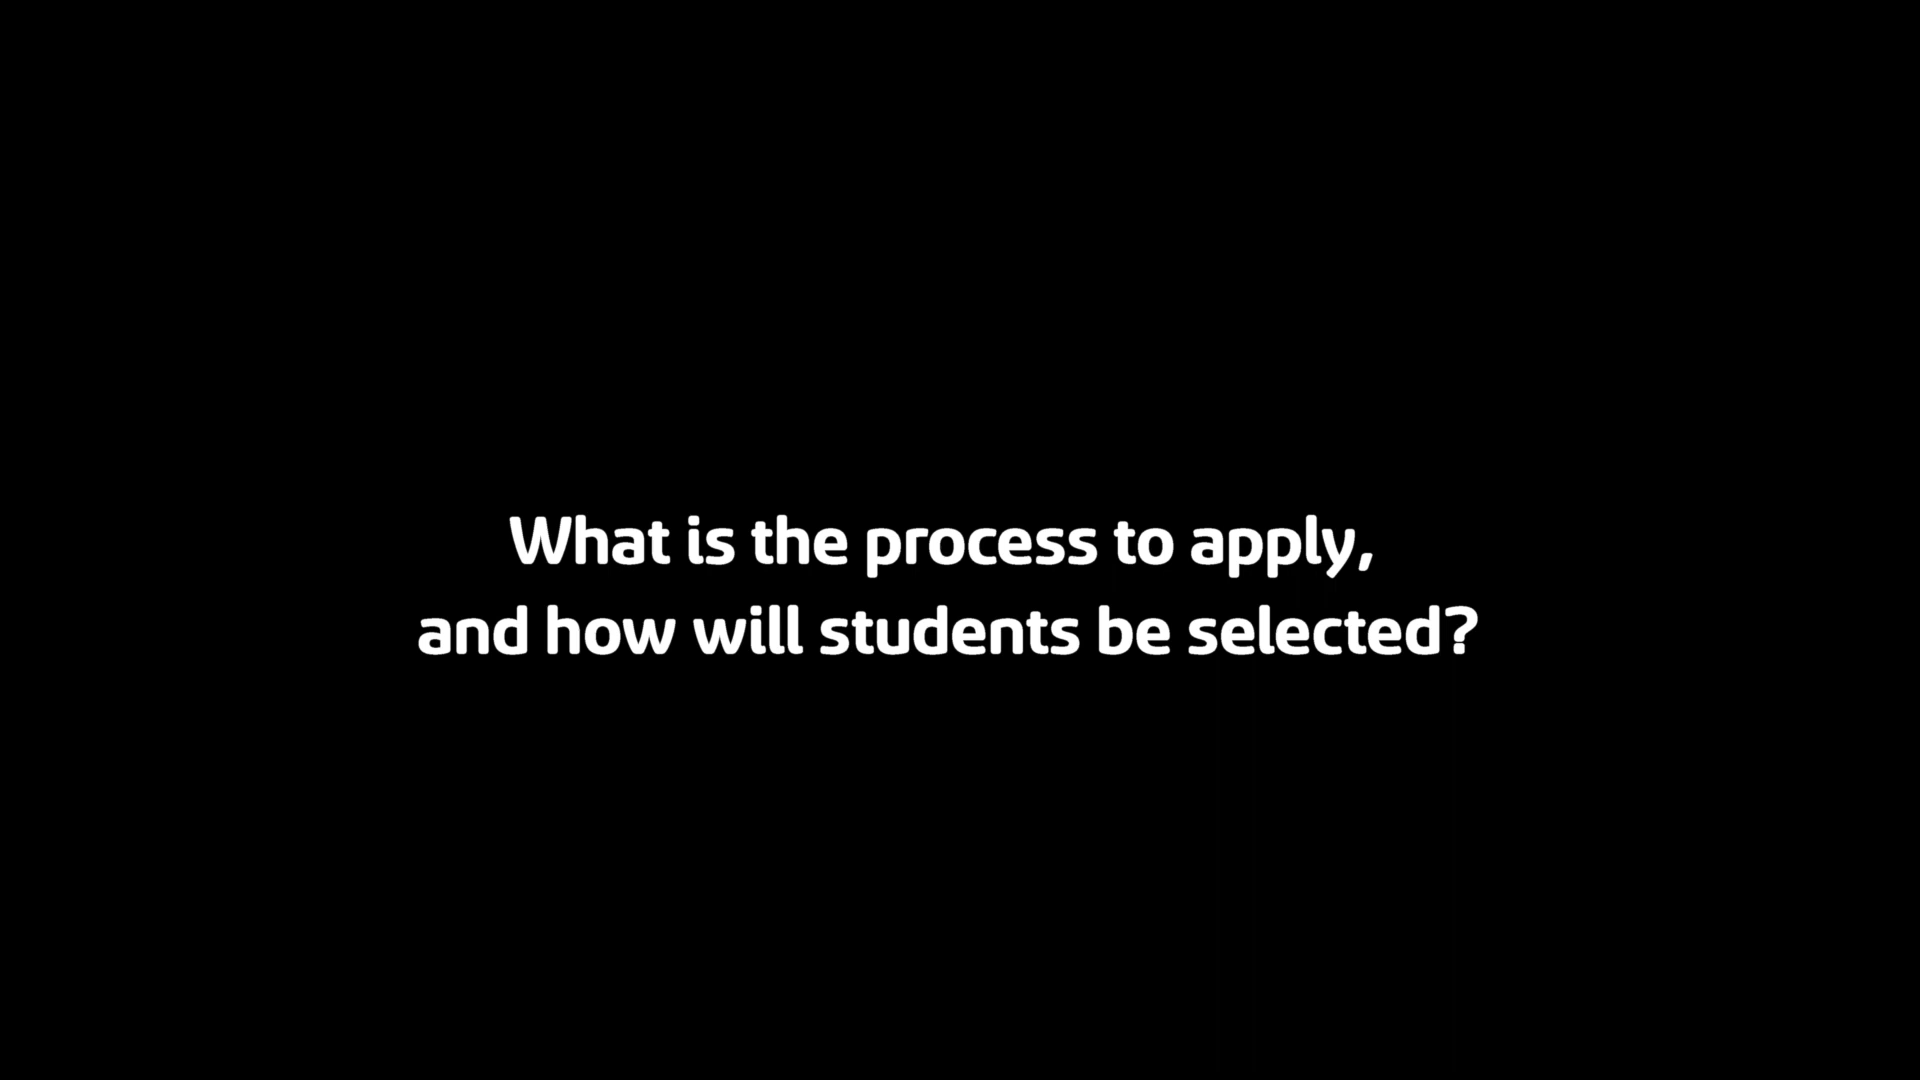 What is the process to apply,
and how will students be selected?